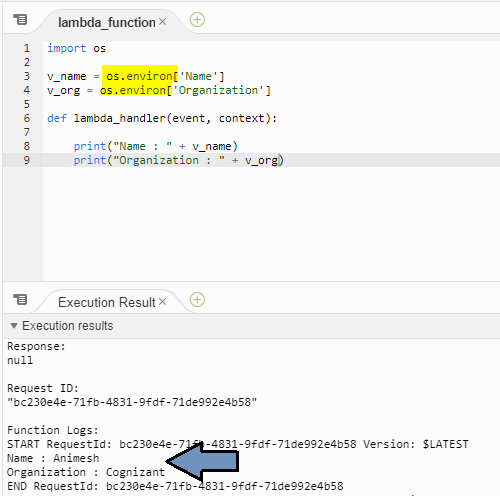 lambda_function
1 import os
2
3 v_name = os.environ['Name']
4 v_org = os.environ['Organization']
5
6 def lambda_handler(event, context):
7
8     print("Name : " + v_name)
9     print("Organization : " + v_org)
Execution Result
Execution results
Response:
null
Request ID:
"bc230e4e-71fb-4831-9fdf-71de992e4b58"
Function Logs:
START RequestId: bc230e4e-71fb-4831-9fdf-71de992e4b58 Version: $LATEST
Name : Animesh
Organization : Cognizant
END RequestId: bc230e4e-71fb-4831-9fdf-71de992e4b58